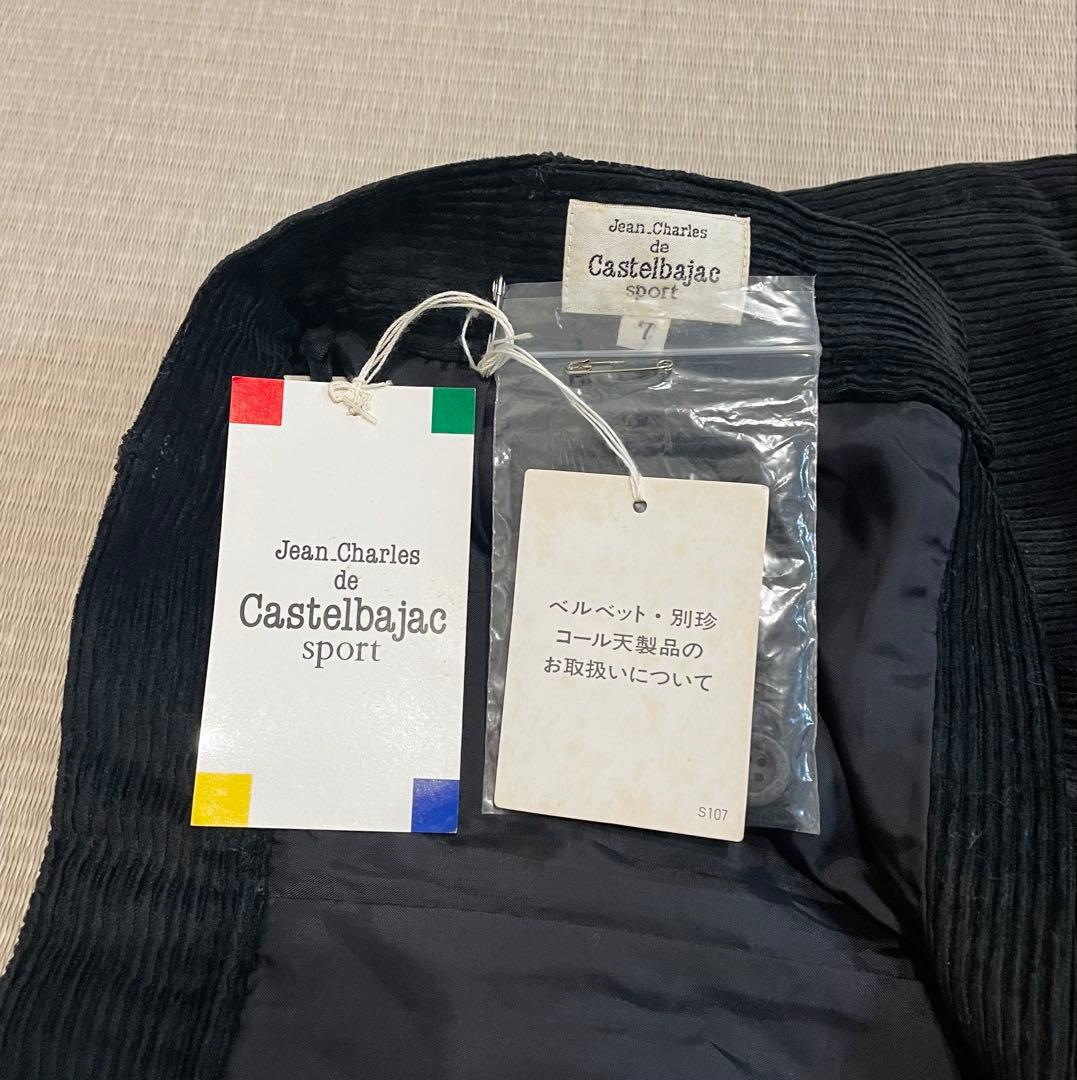 Jean_Charles
de
Castelbajac
sport
7
Jean_Charles
de
Castelbajac
sport
ベルベット・別珍
コール天製品の
お取扱いについて
S107